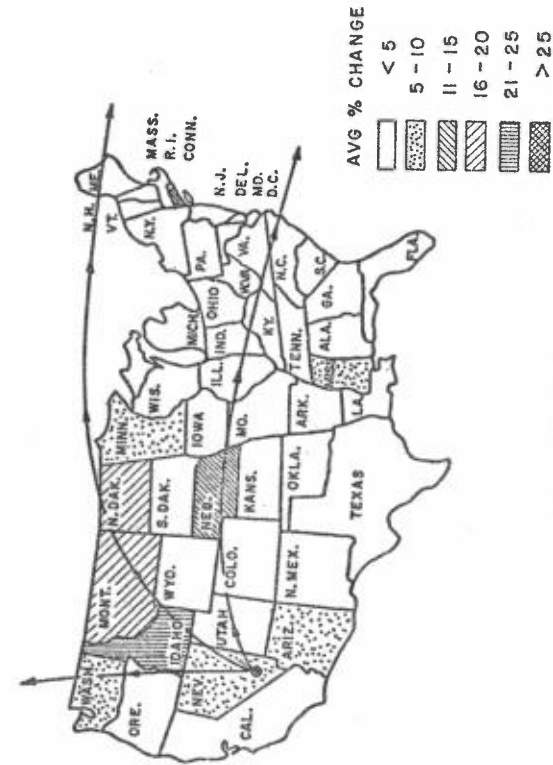 AVG % CHANGE
< 5
5 - 10
11 - 15
16 - 20
21 - 25
> 25
WASH.
ORE.
CAL.
NEV.
IDAHO
MONT.
WYO.
UTAH
ARIZ.
COLO.
N. MEX.
N. DAK.
S. DAK.
NEB.
KANS.
OKLA.
TEXAS
MINN.
IOWA
MO.
ARK.
LA.
WIS.
ILL.
MICH.
IND.
OHIO
KY.
TENN.
MISS.
ALA.
GA.
FLA.
S.C.
N.C.
VA.
W.VA.
PA.
N.Y.
VT.
N.H.
ME.
MASS.
R. I.
CONN.
N.J.
DEL.
MD.
D.C.